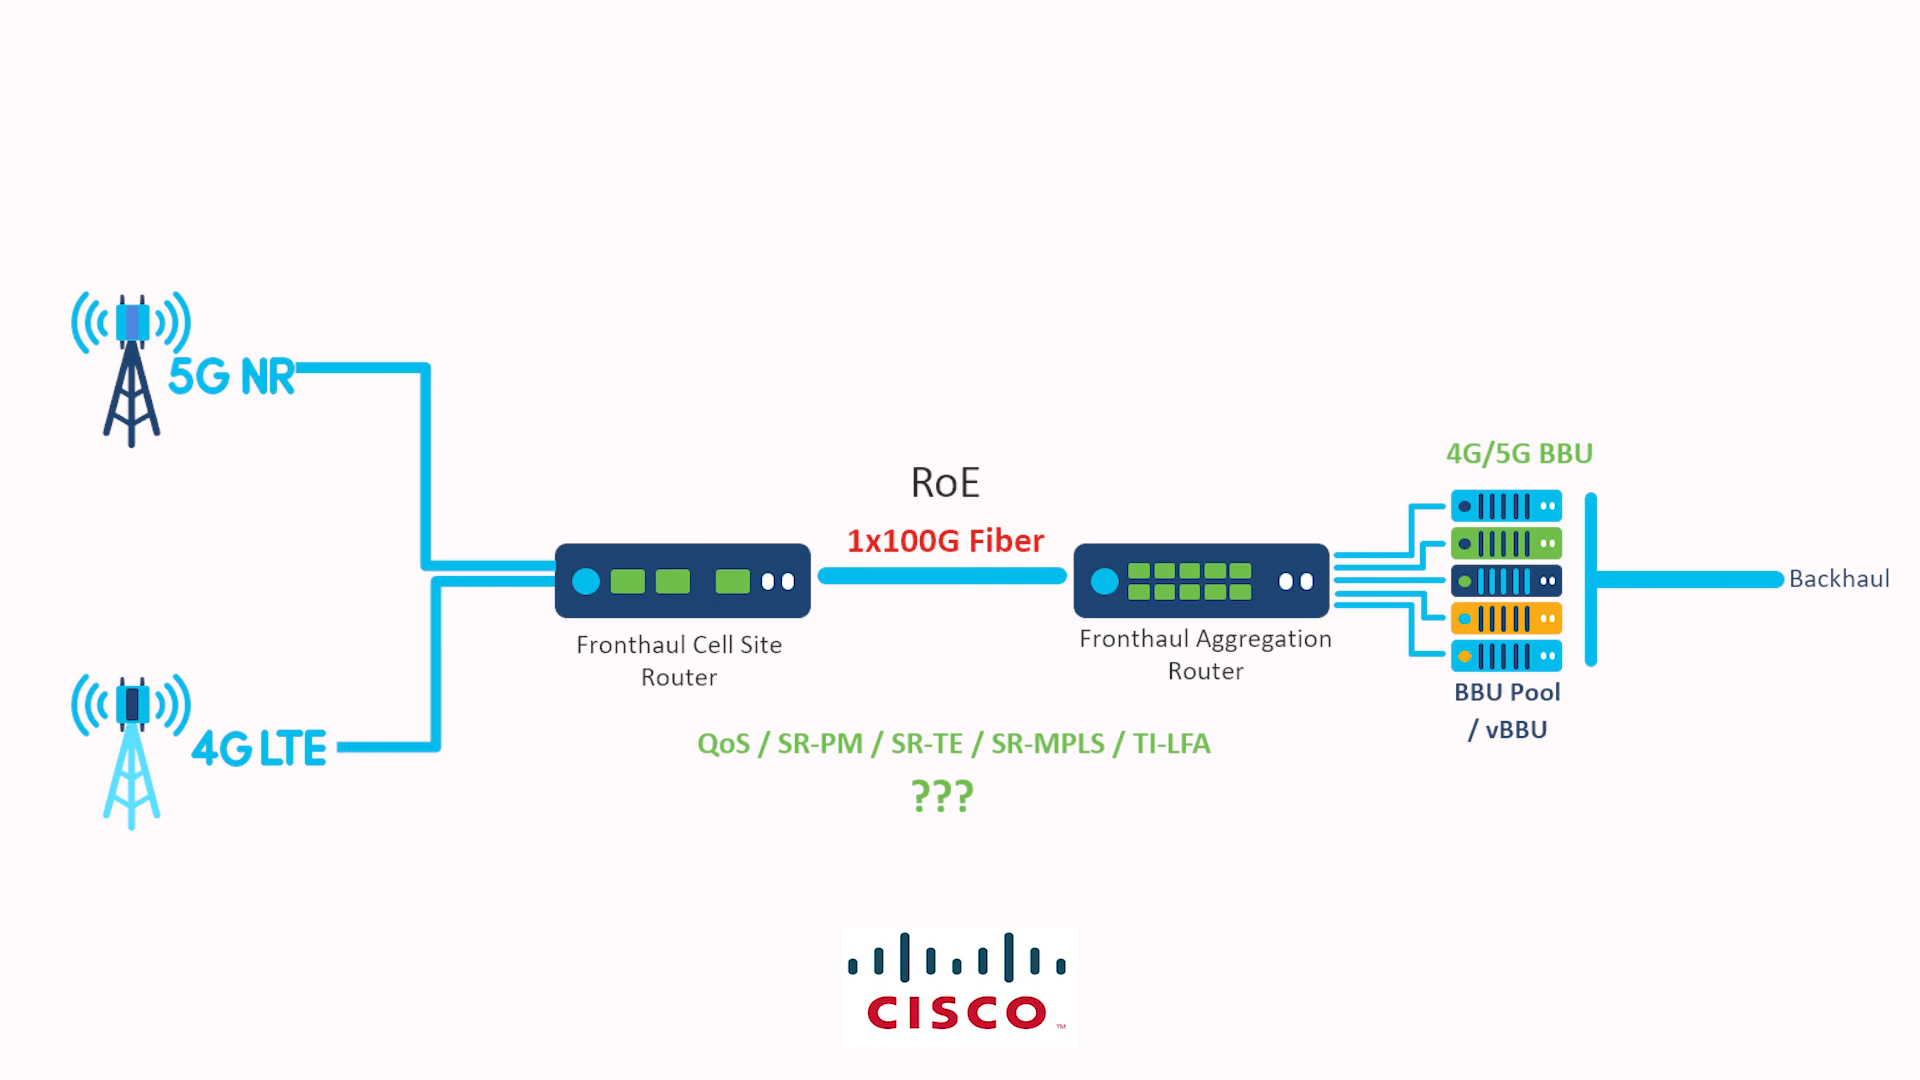 5G NR
4G LTE
RoE
1x100G Fiber
Fronthaul Cell Site
Router
Fronthaul Aggregation
Router
4G/5G BBU
BBU Pool
/ vBBU
Backhaul
QoS / SR-PM / SR-TE / SR-MPLS / TI-LFA
???
CISCO™